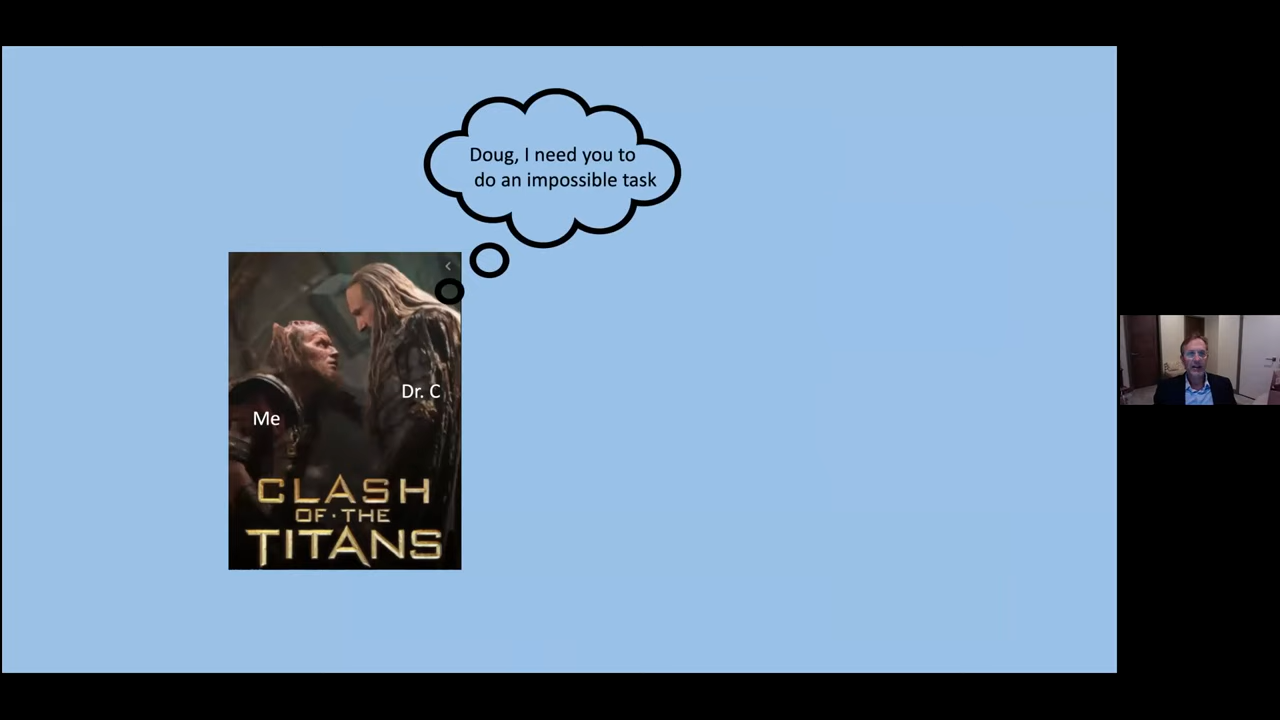 Doug, I need you to
do an impossible task
Dr. C
Me
CLASH
OF · THE
TITANS